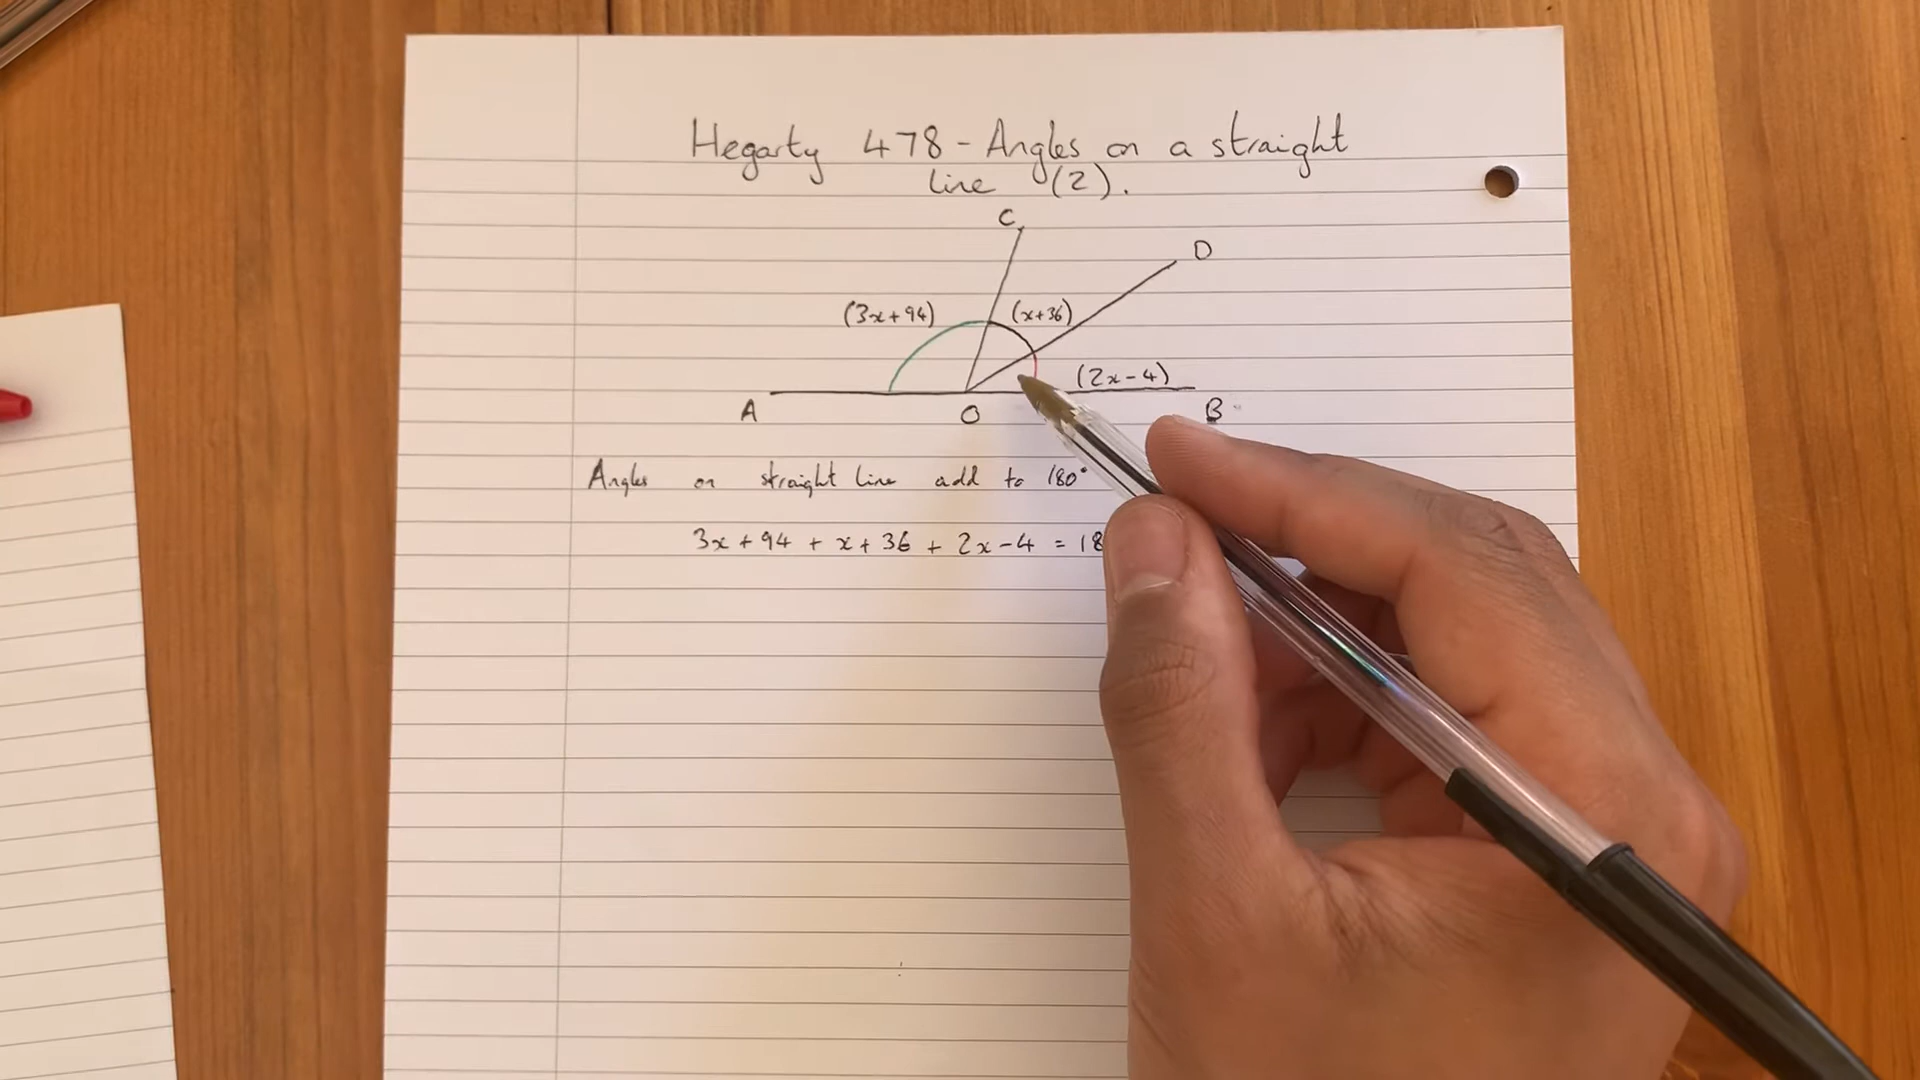 Hegarty 478 - Angles on a straight
line (2).
C
D
(3x+94)
(x+36)
(2x-4)
A
O
B
Angles on straight line add to 180°
3x+94 + x+36 + 2x-4 = 18